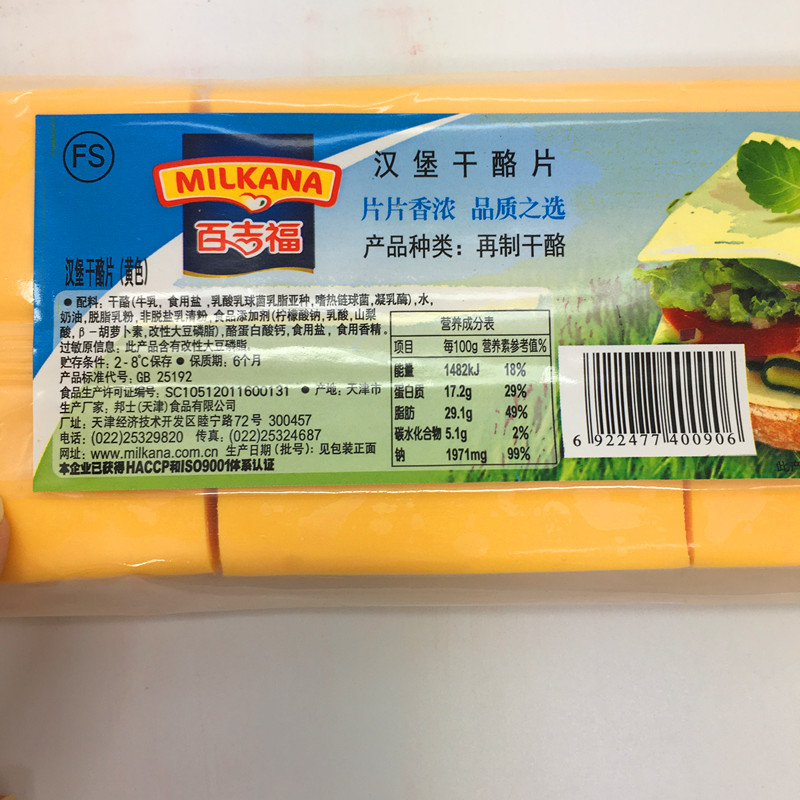 FS
MILKANA
百吉福
汉堡干酪片
片片香浓 品质之选
产品种类：再制干酪
汉堡干酪片(黄色)
● 配料：干酪(牛乳，食用盐，乳酸乳球菌乳脂亚种,嗜热链球菌,凝乳酶),水,
奶油,脱脂乳粉,非脱盐乳清粉,食品添加剂(柠檬酸钠,乳酸,山梨
酸,β-胡萝卜素,改性大豆磷脂),酪蛋白酸钙,食用盐,食用香精。
过敏原信息：此产品含有改性大豆磷脂。
贮存条件：2-8℃保存 ● 保质期：6个月
产品标准代号：GB 25192
食品生产许可证编号：SC10512011600131 ● 产地：天津市
生产厂家：邦士(天津)食品有限公司
厂址：天津经济技术开发区睦宁路72号 300457
电话：(022)25329820 传真：(022)25324687
网址：www.milkana.com.cn 生产日期(批号)：见包装正面
本企业已获得HACCP和ISO9001体系认证
营养成分表
项目 每100g 营养素参考值%
能量 1482kJ 18%
蛋白质 17.2g 29%
脂肪 29.1g 49%
碳水化合物 5.1g 2%
钠 1971mg 99%
6 922477 400906